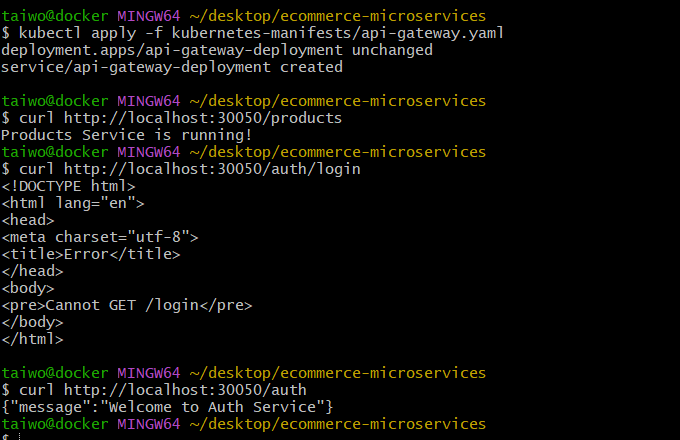 taiwo@docker MINGW64 ~/desktop/ecommerce-microservices
$ kubectl apply -f kubernetes-manifests/api-gateway.yaml
deployment.apps/api-gateway-deployment unchanged
service/api-gateway-deployment created
taiwo@docker MINGW64 ~/desktop/ecommerce-microservices
$ curl http://localhost:30050/products
Products Service is running!
taiwo@docker MINGW64 ~/desktop/ecommerce-microservices
$ curl http://localhost:30050/auth/login
<!DOCTYPE html>
<html lang="en">
<head>
<meta charset="utf-8">
<title>Error</title>
</head>
<body>
<pre>Cannot GET /login</pre>
</body>
</html>
taiwo@docker MINGW64 ~/desktop/ecommerce-microservices
$ curl http://localhost:30050/auth
{"message":"Welcome to Auth Service"}
taiwo@docker MINGW64 ~/desktop/ecommerce-microservices
$